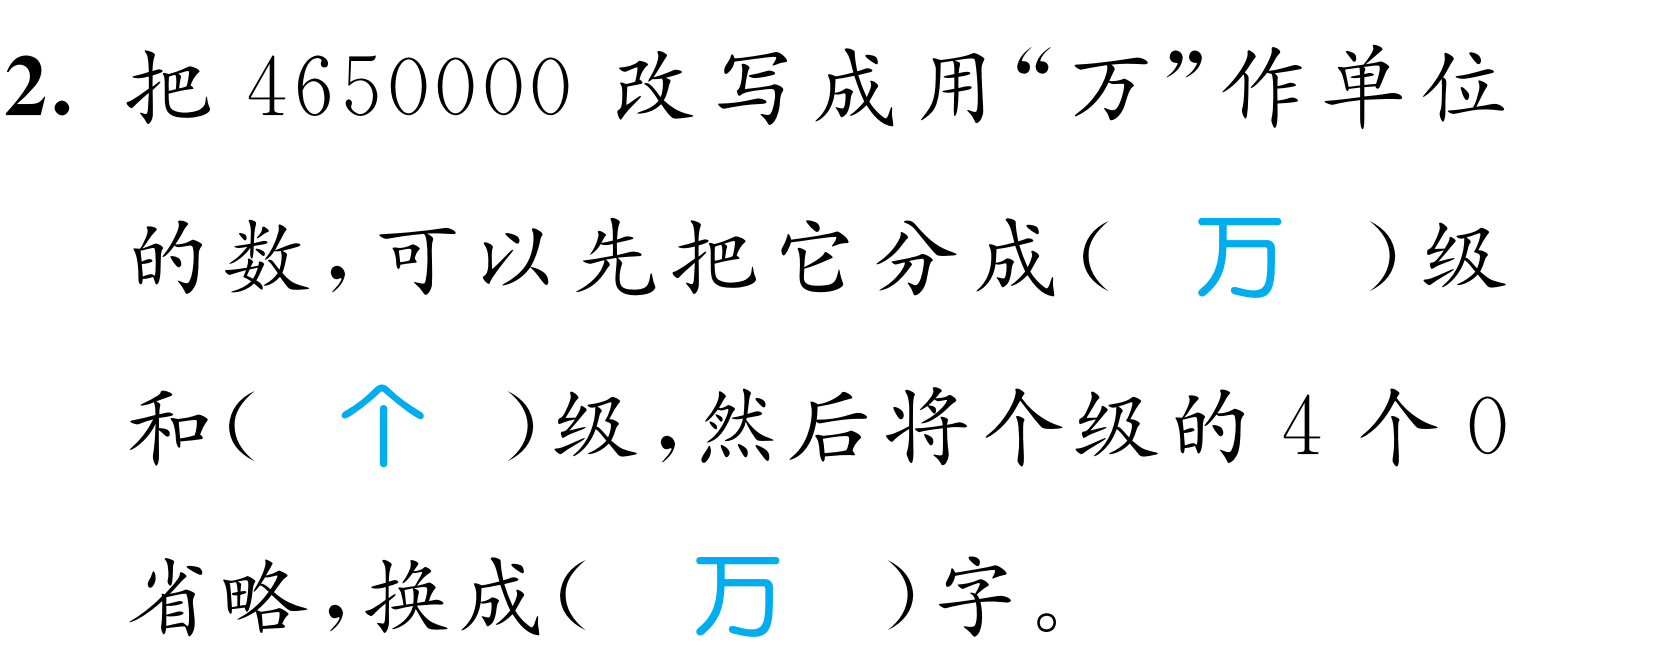 2. 把 4650000 改写成用“万”作单位
的数,可以先把它分成( 万 )级
和( 个 )级,然后将个级的 4 个 0
省略,换成( 万 )字。